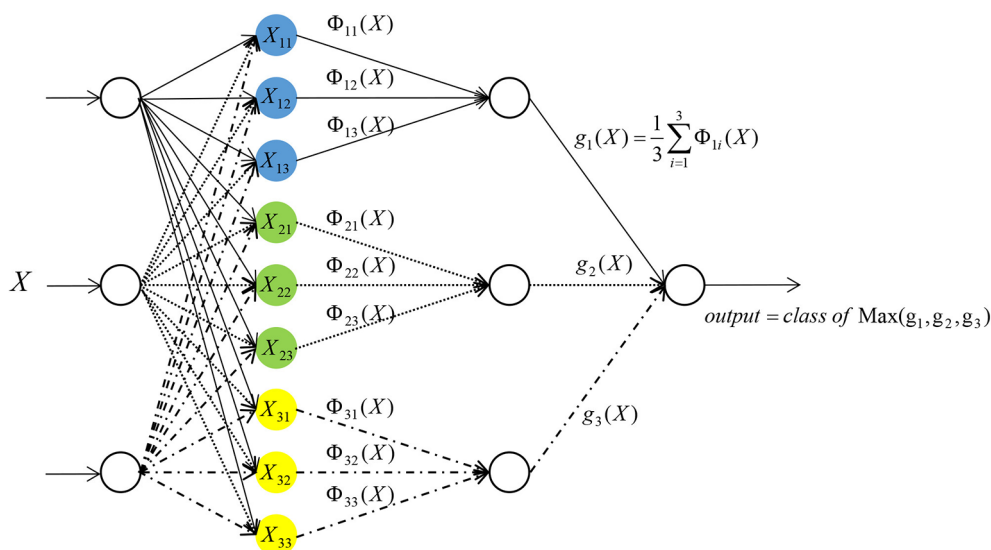 X₁₁
Φ₁₁(X)
X₁₂
Φ₁₂(X)
X₁₃
Φ₁₃(X)
g₁(X) = 1/3 ∑_{i=1}^{3} Φ₁ᵢ(X)
X₂₁
Φ₂₁(X)
X
X₂₂
Φ₂₂(X)
g₂(X)
X₂₃
Φ₂₃(X)
output = class of Max(g₁,g₂,g₃)
X₃₁
Φ₃₁(X)
g₃(X)
X₃₂
Φ₃₂(X)
X₃₃
Φ₃₃(X)